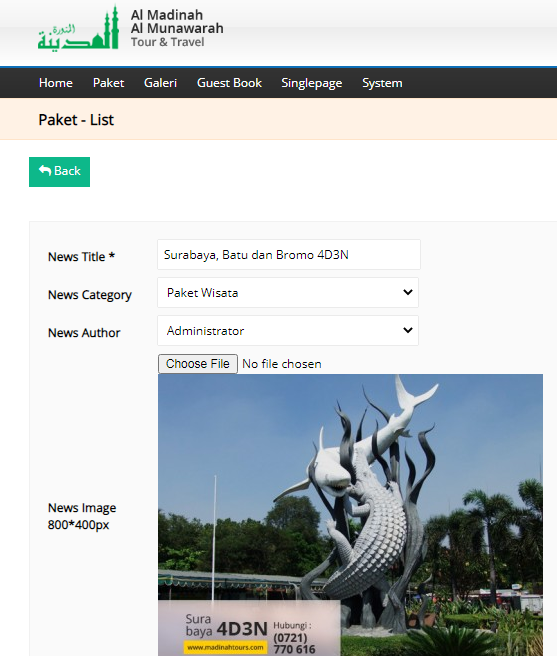 المدينة
المنورة
Al Madinah
Al Munawarah
Tour & Travel
Home Paket Galeri Guest Book Singlepage System
Paket - List
Back
News Title * Surabaya, Batu dan Bromo 4D3N
News Category Paket Wisata
News Author Administrator
Choose File No file chosen
News Image
800*400px
Sura
baya 4D3N
www.madinahtours.com
Hubungi :
(0721)
770 616